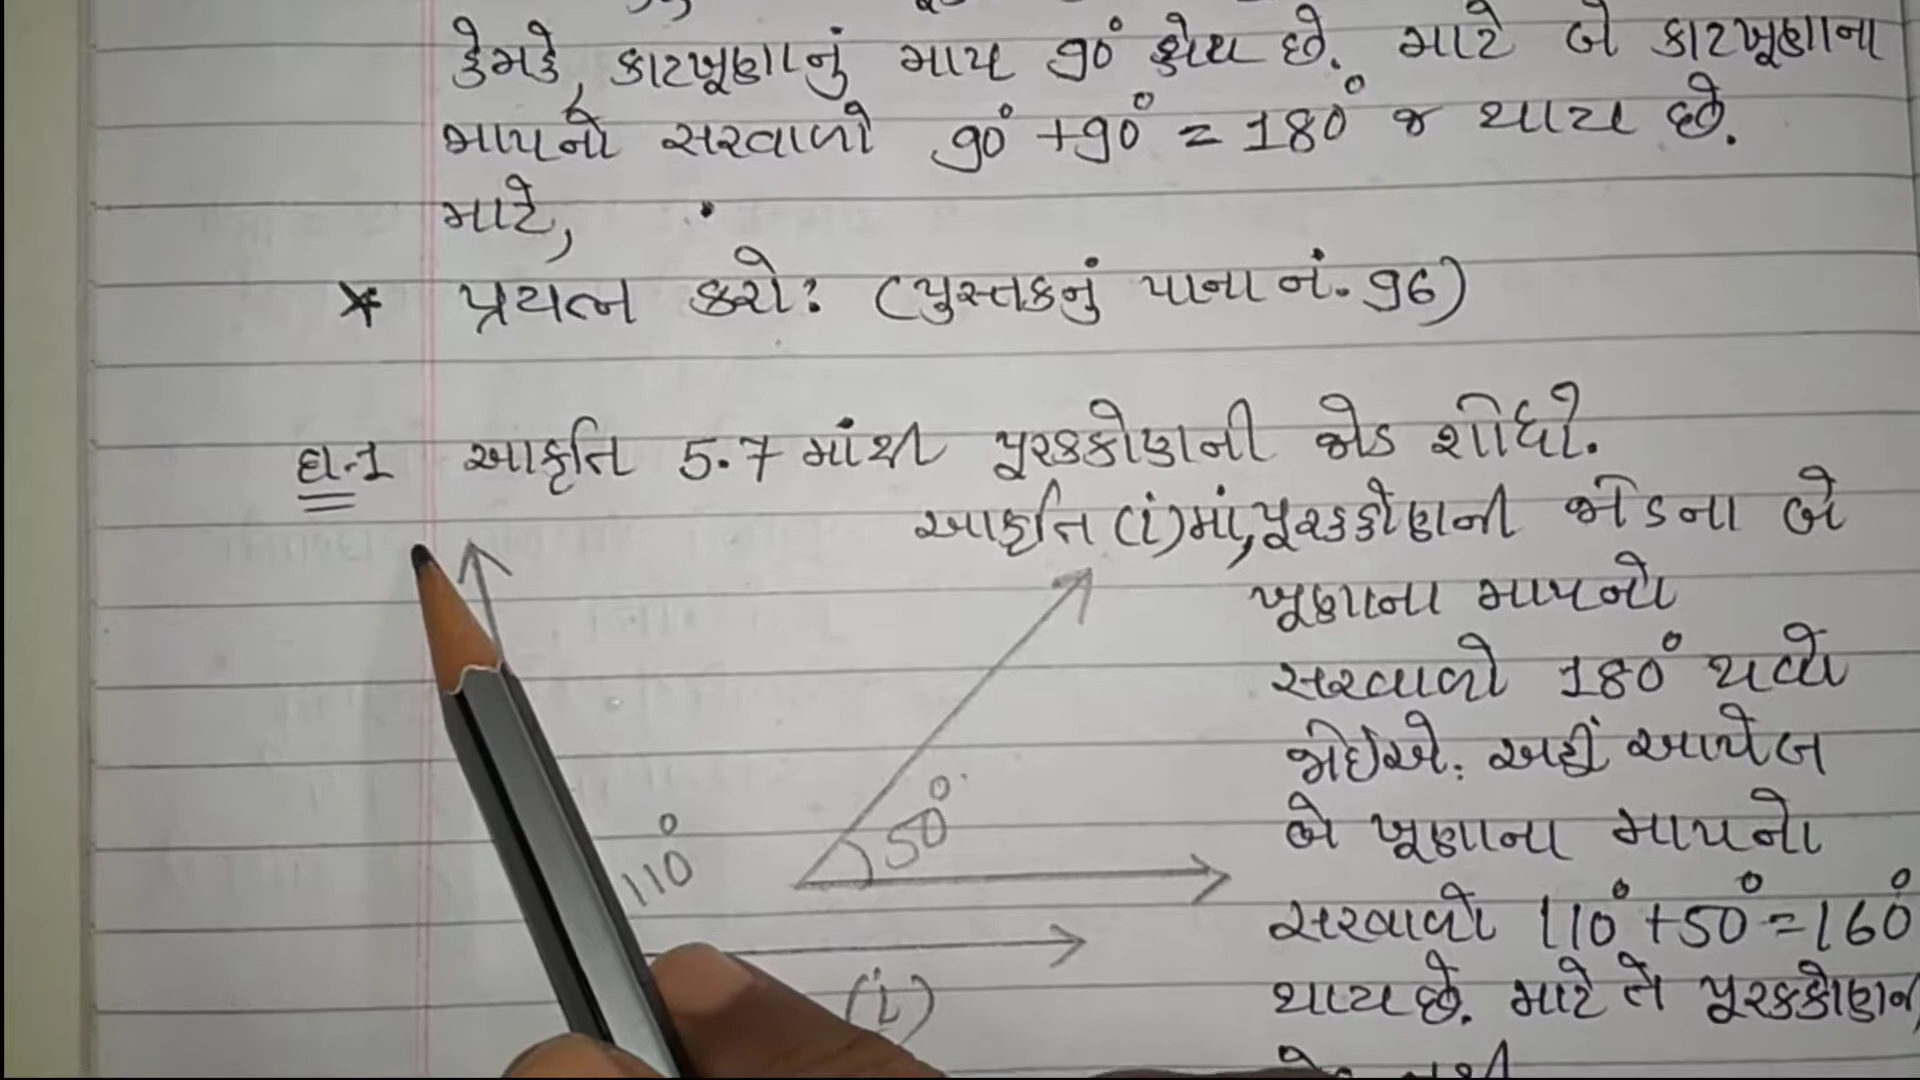 કેમકે, કાટખૂણાનું માપ 90° હોય છે. માટે બે કાટખૂણાના
માપનો સરવાળો 90° + 90° = 180° જ થાય છે.
માટે,
* પ્રયત્ન કરો: (પુસ્તકનું પાના નં. 96)
દા-1 આકૃતિ 5.7 માંથી પૂરકકોણની જોડ શોધો.
આકૃતિ (i)માં, પૂરકકોણની જોડના બે
ખૂણાના માપનો
સરવાળો 180° થવો
જોઈએ. અહીં આપેલ
બે ખૂણાના માપનો
સરવાળો 110° + 50° = 160°
થાય છે. માટે તે પૂરકકોણની
110°
50°
(i)